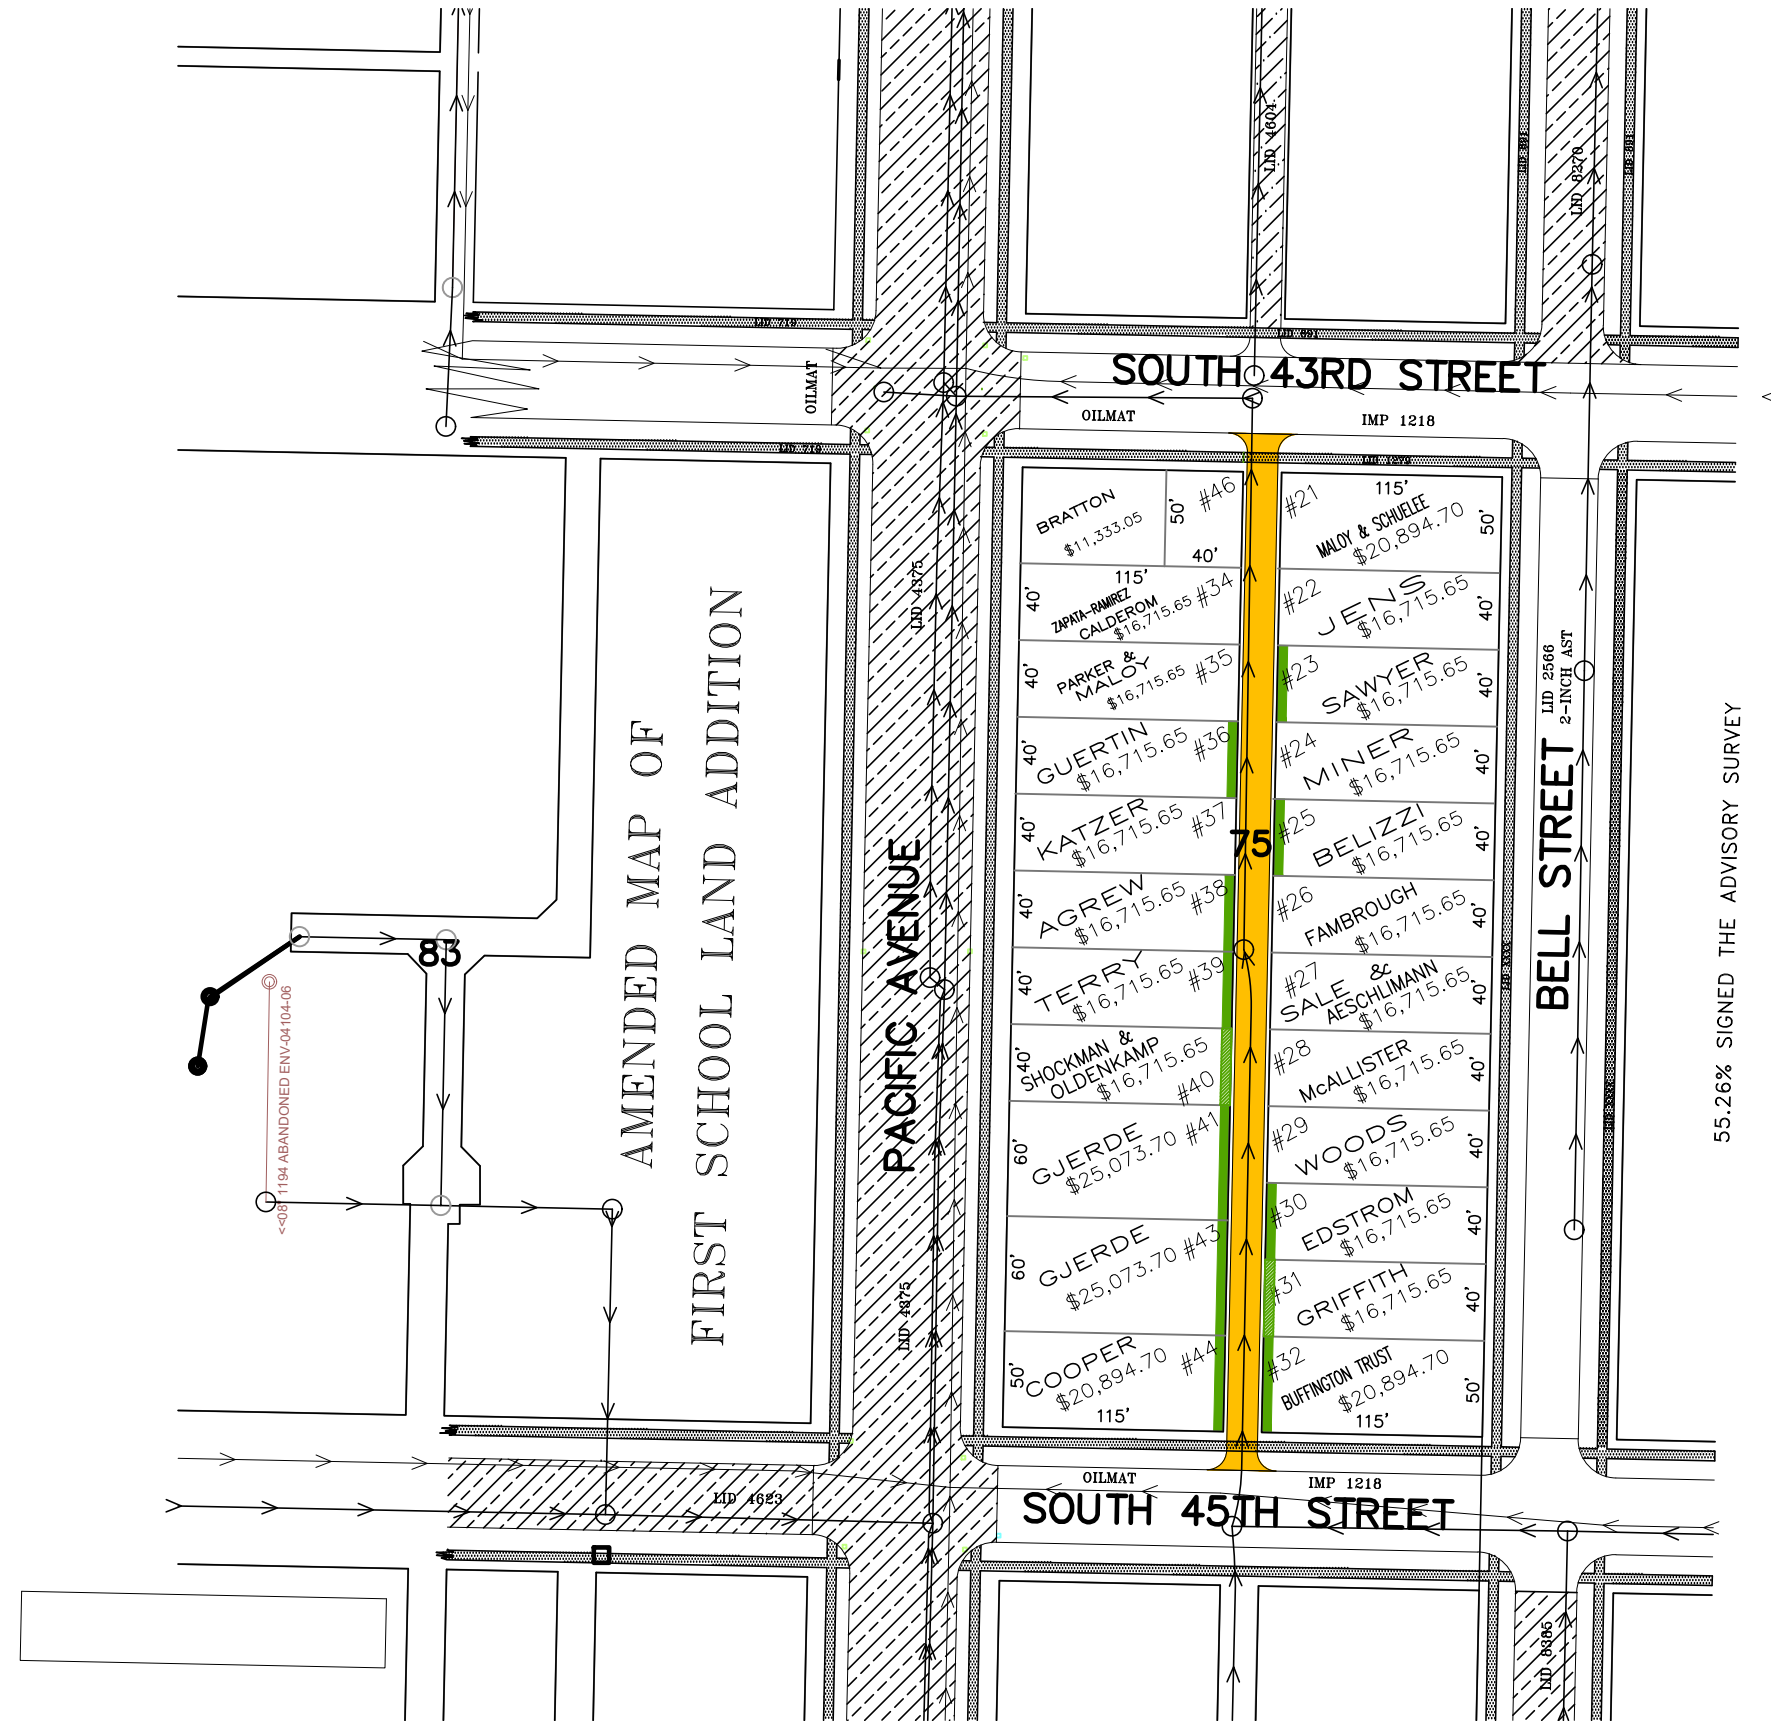 LID 4604
LID 8270
LID 719
LID 891
SOUTH 43RD STREET
OILMAT
OILMAT
IMP 1218
LID 719
LID 1279
BRATTON
$11,333.05
50'
#46
40'
#21
115'
MALOY & SCHUELEE
$20,894.70
50'
40'
115'
ZAPATA-RAMIREZ
CALDEROM
$16,715.65
#34
#22
JENS
$16,715.65
40'
40'
PARKER &
MALOY
$16,715.65
#35
#23
SAWYER
$16,715.65
40'
40'
GUERTIN
$16,715.65
#36
#24
MINER
$16,715.65
40'
40'
KATZER
$16,715.65
#37
75
#25
BELIZZI
$16,715.65
40'
40'
AGREW
$16,715.65
#38
#26
FAMBROUGH
$16,715.65
40'
40'
TERRY
$16,715.65
#39
#27
SALE &
AESCHLIMANN
$16,715.65
40'
40'
SHOCKMAN &
OLDENKAMP
$16,715.65
#40
#28
McALLISTER
$16,715.65
40'
60'
GJERDE
$25,073.70
#41
#29
WOODS
$16,715.65
40'
#30
EDSTROM
$16,715.65
40'
60'
GJERDE
$25,073.70
#43
#31
GRIFFITH
$16,715.65
40'
50'
COOPER
$20,894.70
#44
115'
#32
BUFFINGTON TRUST
$20,894.70
50'
115'
LID 4375
PACIFIC AVENUE
LID 4375
AMENDED MAP OF
FIRST SCHOOL LAND ADDITION
83
<<081194 ABANDONED ENV-04104-06
LID 2566
2-INCH AST
BELL STREET
55.26% SIGNED THE ADVISORY SURVEY
OILMAT
IMP 1218
LID 4623
SOUTH 45TH STREET
LID 8385